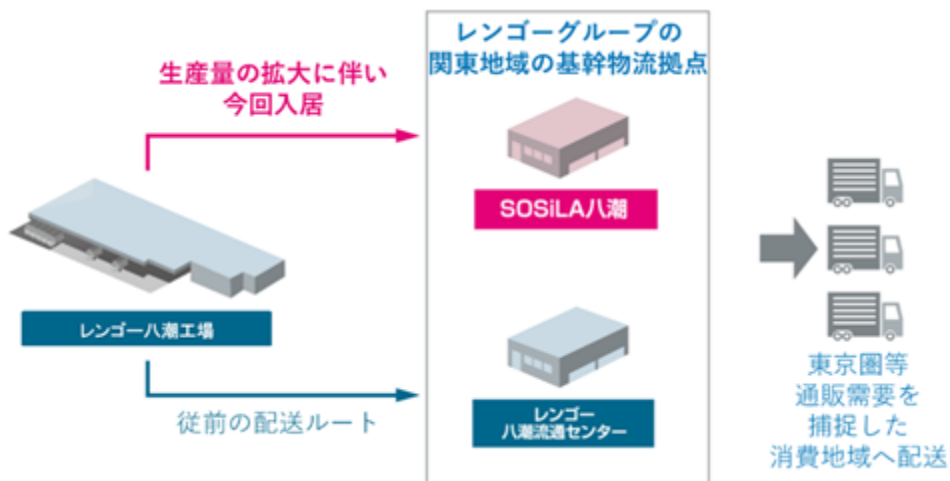 生産量の拡大に伴い
今回入居
レンゴー八潮工場
従前の配送ルート
レンゴーグループの
関東地域の基幹物流拠点
SOSiLA八潮
レンゴー
八潮流通センター
東京圏等
通販需要を
捕捉した
消費地域へ配送